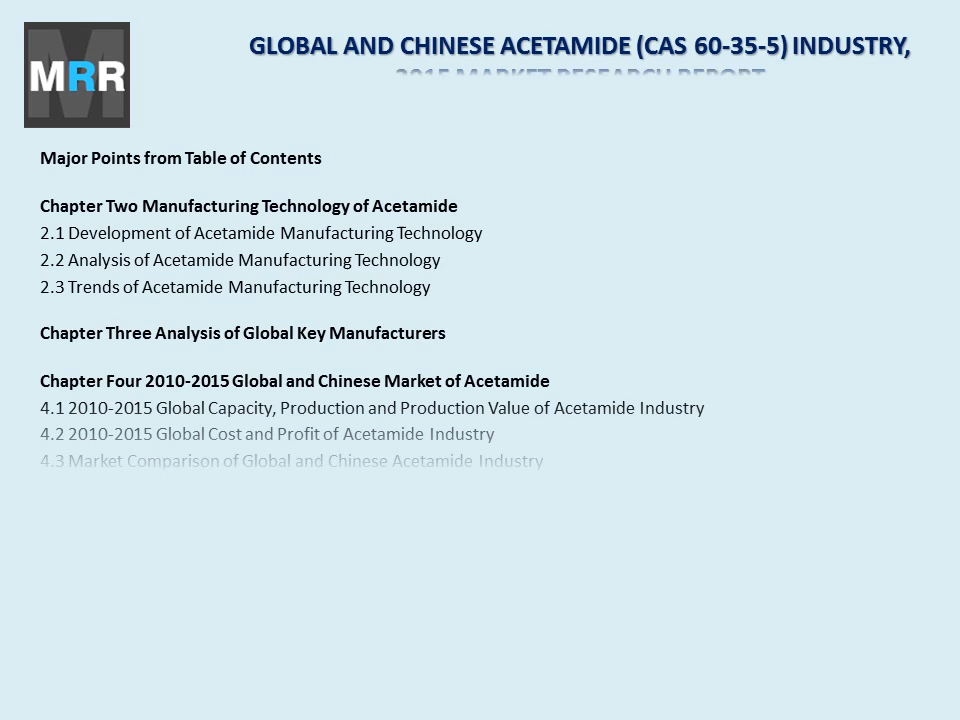 MRR
GLOBAL AND CHINESE ACETAMIDE (CAS 60-35-5) INDUSTRY,
2015 MARKET RESEARCH REPORT
Major Points from Table of Contents
Chapter Two Manufacturing Technology of Acetamide
2.1 Development of Acetamide Manufacturing Technology
2.2 Analysis of Acetamide Manufacturing Technology
2.3 Trends of Acetamide Manufacturing Technology
Chapter Three Analysis of Global Key Manufacturers
Chapter Four 2010-2015 Global and Chinese Market of Acetamide
4.1 2010-2015 Global Capacity, Production and Production Value of Acetamide Industry
4.2 2010-2015 Global Cost and Profit of Acetamide Industry
4.3 Market Comparison of Global and Chinese Acetamide Industry